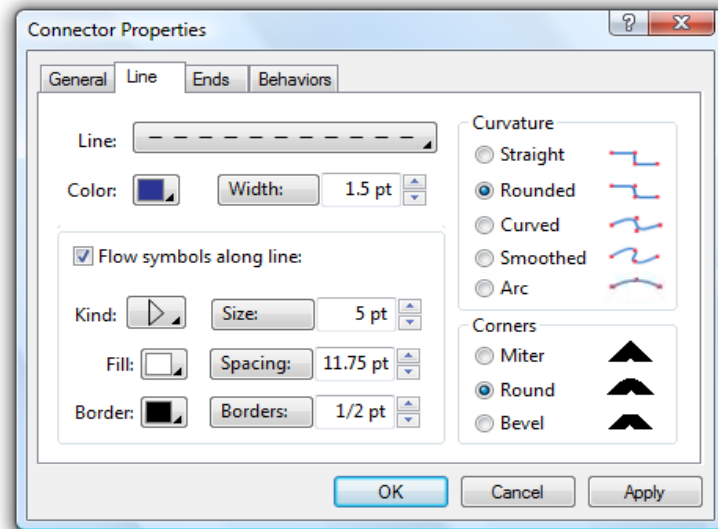 Connector Properties
General Line Ends Behaviors
Line:
Color: Width: 1.5 pt
Flow symbols along line:
Kind: Size: 5 pt
Fill: Spacing: 11.75 pt
Border: Borders: 1/2 pt
Curvature
Straight
Rounded
Curved
Smoothed
Arc
Corners
Miter
Round
Bevel
OK Cancel Apply